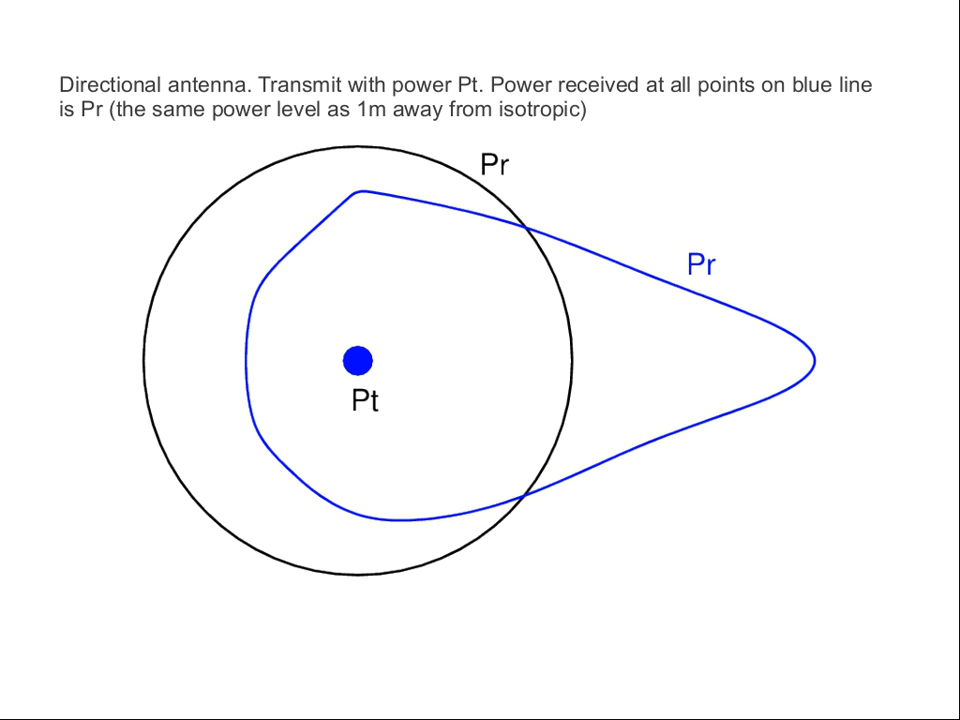 Directional antenna. Transmit with power Pt. Power received at all points on blue line
is Pr (the same power level as 1m away from isotropic)
Pr
Pr
Pt